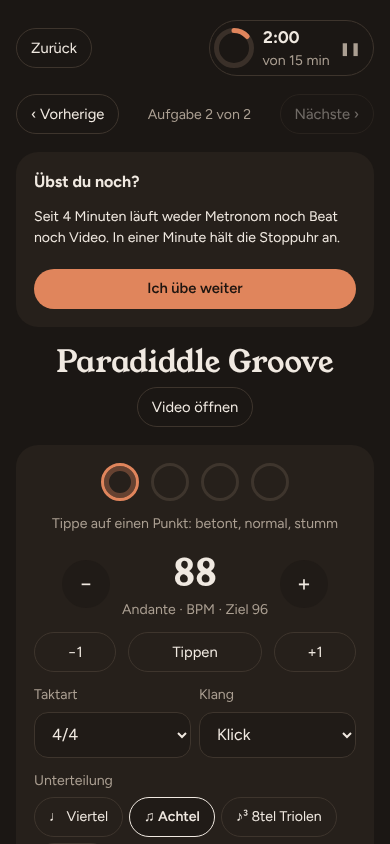 Zurück
2:00
von 15 min
‹ Vorherige
Aufgabe 2 von 2
Nächste ›
Übst du noch?
Seit 4 Minuten läuft weder Metronom noch Beat
noch Video. In einer Minute hält die Stoppuhr an.
Ich übe weiter
Paradiddle Groove
Video öffnen
Tippe auf einen Punkt: betont, normal, stumm
−
88
+
Andante · BPM · Ziel 96
−1
Tippen
+1
Taktart
Klang
4/4
Klick
Unterteilung
♩ Viertel
♫ Achtel
♪³ 8tel Triolen